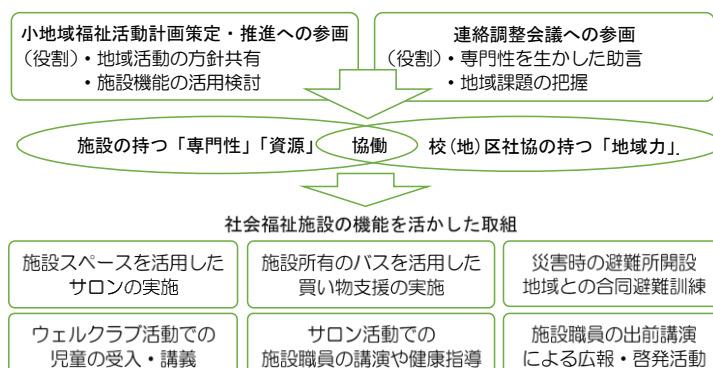 小地域福祉活動計画策定・推進への参画
(役割)・地域活動の方針共有
・施設機能の活用検討
連絡調整会議への参画
(役割)・専門性を生かした助言
・地域課題の把握
施設の持つ「専門性」「資源」
協働
校(地)区社協の持つ「地域力」.
社会福祉施設の機能を活かした取組
施設スペースを活用した
サロンの実施
施設所有のバスを活用した
買い物支援の実施
災害時の避難所開設
地域との合同避難訓練
ウェルクラブ活動での
児童の受入・講義
サロン活動での
施設職員の講演や健康指導
施設職員の出前講演
による広報・啓発活動